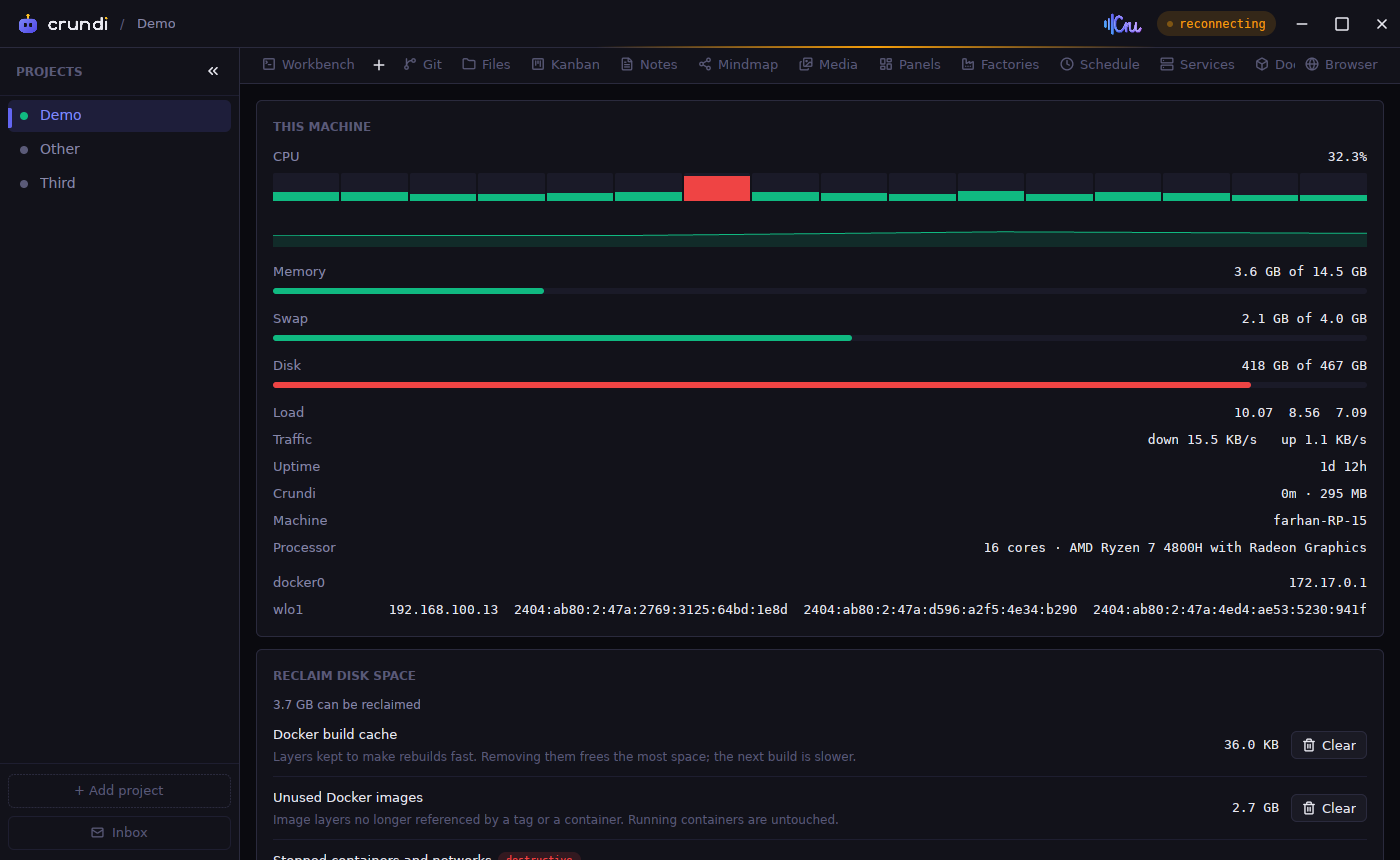 crundi / Demo
Cru
reconnecting
PROJECTS
Workbench + Git Files Kanban Notes Mindmap Media Panels Factories Schedule Services Do Browser
Demo
Other
Third
+ Add project
Inbox
THIS MACHINE
CPU 32.3%
Memory 3.6 GB of 14.5 GB
Swap 2.1 GB of 4.0 GB
Disk 418 GB of 467 GB
Load 10.07 8.56 7.09
Traffic down 15.5 KB/s up 1.1 KB/s
Uptime 1d 12h
Crundi 0m · 295 MB
Machine farhan-RP-15
Processor 16 cores · AMD Ryzen 7 4800H with Radeon Graphics
docker0 172.17.0.1
wlo1 192.168.100.13 2404:ab80:2:47a:2769:3125:64bd:1e8d 2404:ab80:2:47a:d596:a2f5:4e34:b290 2404:ab80:2:47a:4ed4:ae53:5230:941f
RECLAIM DISK SPACE
3.7 GB can be reclaimed
Docker build cache
Layers kept to make rebuilds fast. Removing them frees the most space; the next build is slower.
36.0 KB Clear
Unused Docker images
Image layers no longer referenced by a tag or a container. Running containers are untouched.
2.7 GB Clear
Stopped containers and networks destructive